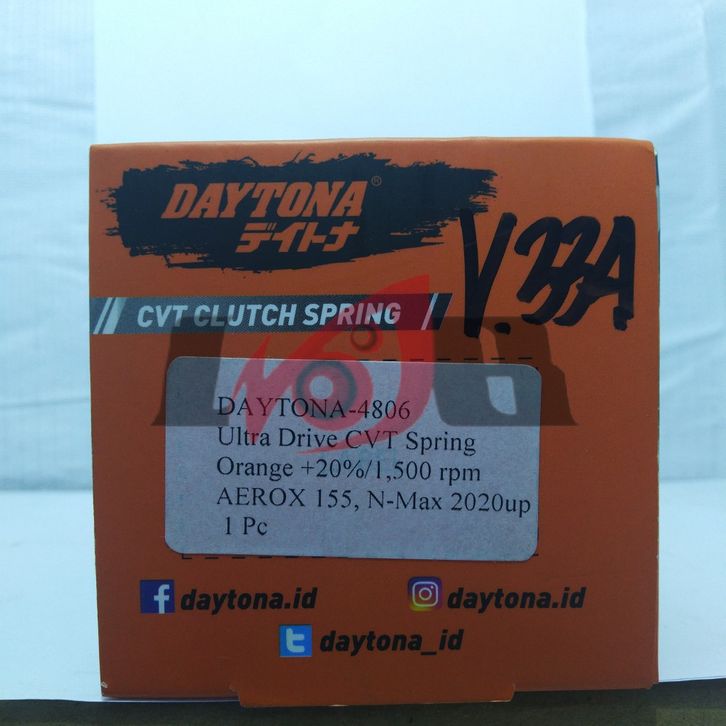 DAYTONA®
デイトナ
V.33A
// CVT CLUTCH SPRING /
DAYTONA-4806
Ultra Drive CVT Spring
Orange +20%/1,500 rpm
AEROX 155, N-Max 2020up
1 Pc
daytona.id
daytona.id
daytona_id